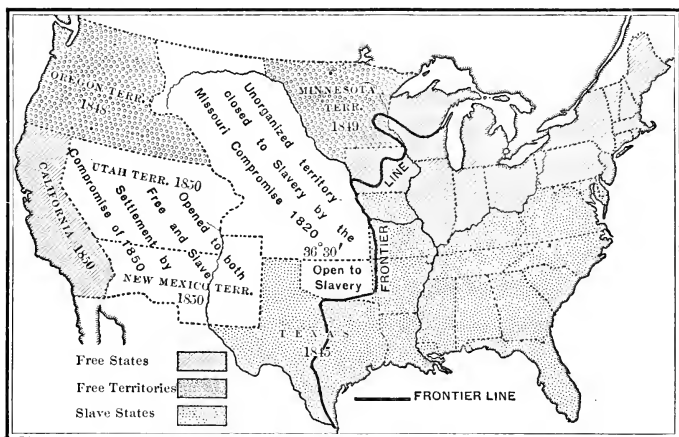 OREGON TERR.
1848
MINNESOTA
TERR.
1849
Unorganized territory
closed to Slavery by the
Missouri Compromise 1820
36°30′
Open to
Slavery
UTAH TERR. 1850
Opened to both
Free and Slave
Settlement by
Compromise of 1850
NEW MEXICO TERR.
1850
CALIFORNIA 1850
TEXAS
1845
FRONTIER
LINE
Free States
Free Territories
Slave States
FRONTIER LINE